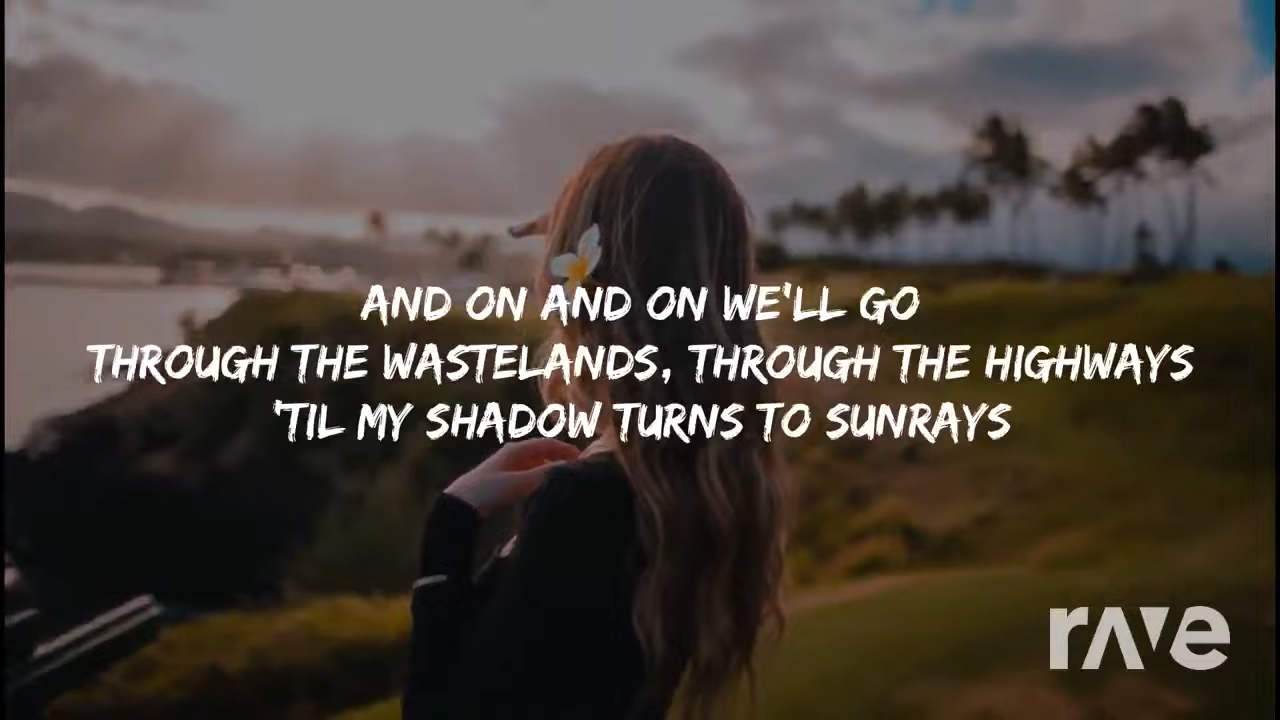 AND ON AND ON WE'LL GO
THROUGH THE WASTELANDS, THROUGH THE HIGHWAYS
'TIL MY SHADOW TURNS TO SUNRAYS
rave